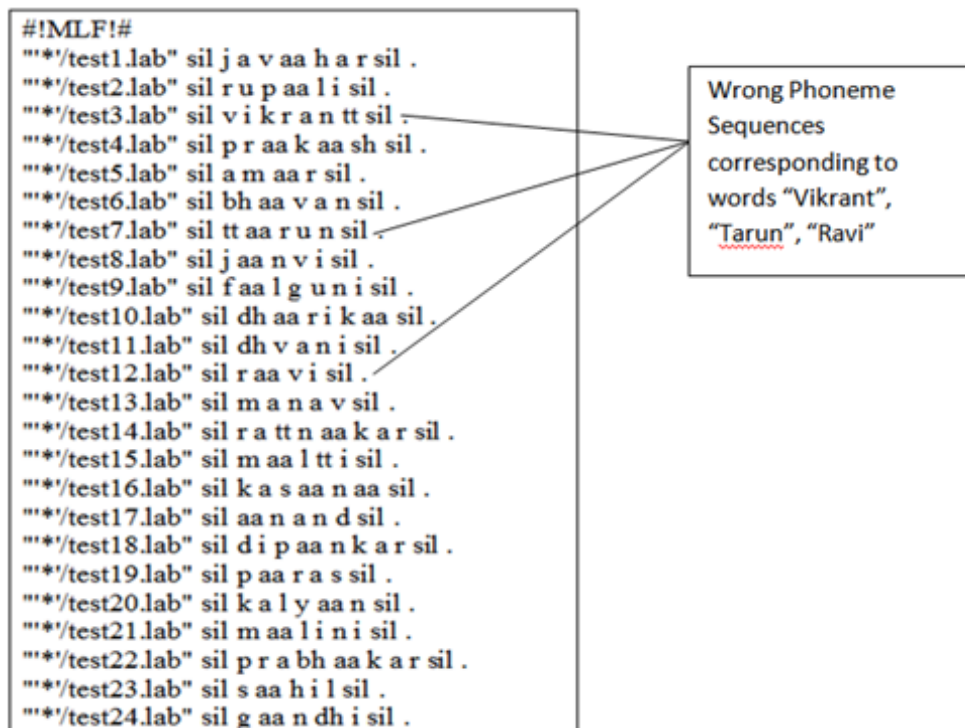 #!MLF!#
"'*'/test1.lab" sil j a v aa h a r sil .
"'*'/test2.lab" sil r u p aa l i sil .
"'*'/test3.lab" sil v i k r a n tt sil .
"'*'/test4.lab" sil p r aa k aa sh sil .
"'*'/test5.lab" sil a m aa r sil .
"'*'/test6.lab" sil bh aa v a n sil .
"'*'/test7.lab" sil tt aa r u n sil .
"'*'/test8.lab" sil j aa n v i sil .
"'*'/test9.lab" sil f aa l g u n i sil .
"'*'/test10.lab" sil dh aa r i k aa sil .
"'*'/test11.lab" sil dh v a n i sil .
"'*'/test12.lab" sil r aa v i sil .
"'*'/test13.lab" sil m a n a v sil .
"'*'/test14.lab" sil r a tt n aa k a r sil .
"'*'/test15.lab" sil m aa l tt i sil .
"'*'/test16.lab" sil k a s aa n aa sil .
"'*'/test17.lab" sil aa n a n d sil .
"'*'/test18.lab" sil d i p aa n k a r sil .
"'*'/test19.lab" sil p aa r a s sil .
"'*'/test20.lab" sil k a l y aa n sil .
"'*'/test21.lab" sil m aa l i n i sil .
"'*'/test22.lab" sil p r a bh aa k a r sil .
"'*'/test23.lab" sil s aa h i l sil .
"'*'/test24.lab" sil g aa n dh i sil .
Wrong Phoneme
Sequences
corresponding to
words “Vikrant”,
“Tarun”, “Ravi”